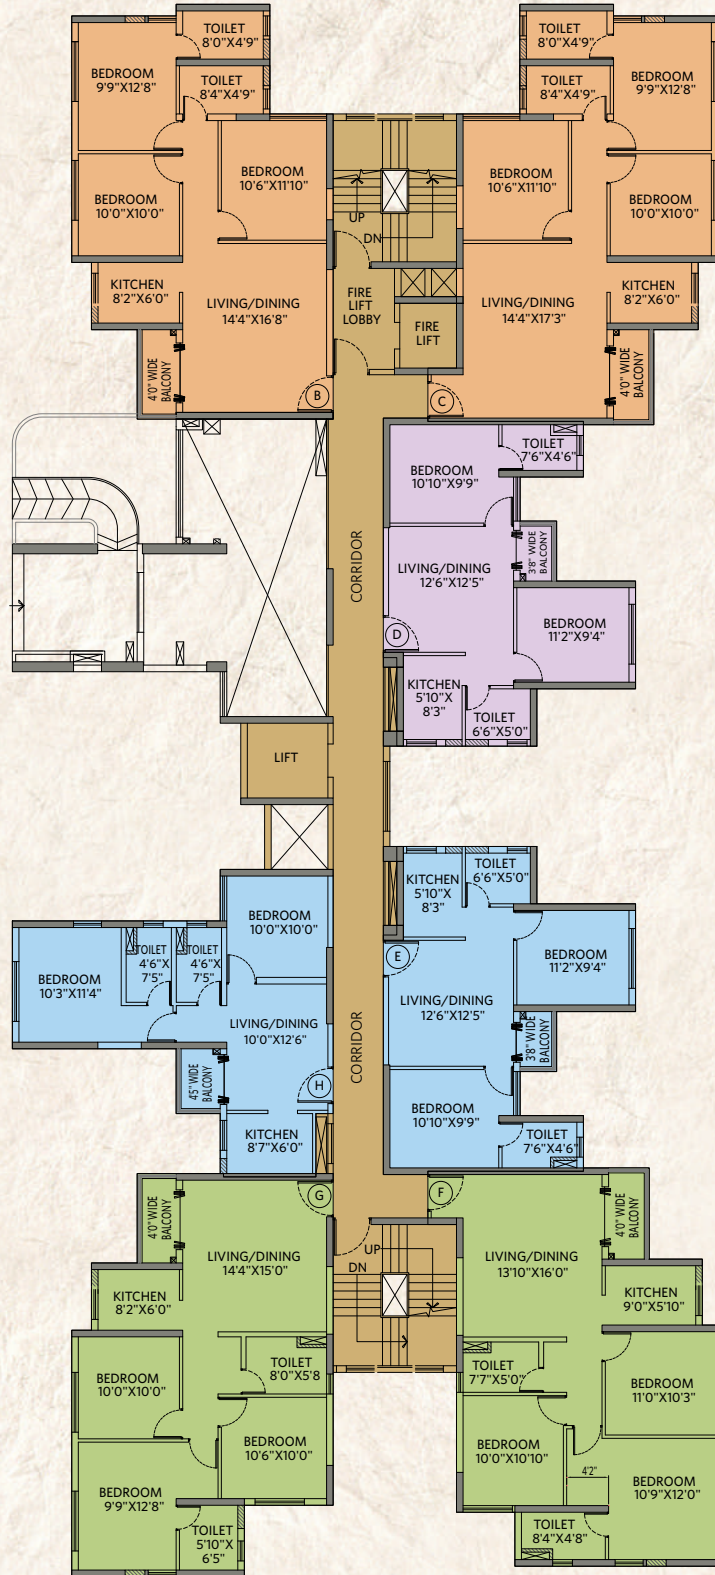 TOILET
8'0"X4'9"
BEDROOM
9'9"X12'8"
TOILET
8'4"X4'9"
BEDROOM
10'6"X11'10"
BEDROOM
10'0"X10'0"
KITCHEN
8'2"X6'0"
LIVING/DINING
14'4"X16'8"
4'0" WIDE
BALCONY
B
UP
DN
FIRE
LIFT
LOBBY
FIRE
LIFT
TOILET
8'0"X4'9"
BEDROOM
9'9"X12'8"
TOILET
8'4"X4'9"
BEDROOM
10'6"X11'10"
BEDROOM
10'0"X10'0"
KITCHEN
8'2"X6'0"
LIVING/DINING
14'4"X17'3"
4'0" WIDE
BALCONY
C
CORRIDOR
BEDROOM
10'10"X9'9"
TOILET
7'6"X4'6"
LIVING/DINING
12'6"X12'5"
3'8" WIDE
BALCONY
D
BEDROOM
11'2"X9'4"
KITCHEN
5'10"X
8'3"
TOILET
6'6"X5'0"
LIFT
KITCHEN
5'10"X
8'3"
TOILET
6'6"X5'0"
E
BEDROOM
11'2"X9'4"
LIVING/DINING
12'6"X12'5"
3'8" WIDE
BALCONY
BEDROOM
10'10"X9'9"
TOILET
7'6"X4'6"
BEDROOM
10'0"X10'0"
TOILET
4'6"X
7'5"
TOILET
4'6"X
7'5"
BEDROOM
10'3"X11'4"
LIVING/DINING
10'0"X12'6"
45" WIDE
BALCONY
H
KITCHEN
8'7"X6'0"
CORRIDOR
G
4'0" WIDE
BALCONY
LIVING/DINING
14'4"X15'0"
KITCHEN
8'2"X6'0"
TOILET
8'0"X5'8
BEDROOM
10'0"X10'0"
BEDROOM
10'6"X10'0"
BEDROOM
9'9"X12'8"
TOILET
5'10"X
6'5"
UP
DN
F
4'0" WIDE
BALCONY
LIVING/DINING
13'10"X16'0"
KITCHEN
9'0"X5'10"
TOILET
7'7"X5'0"
BEDROOM
11'0"X10'3"
BEDROOM
10'0"X10'10"
4'2"
BEDROOM
10'9"X12'0"
TOILET
8'4"X4'8"